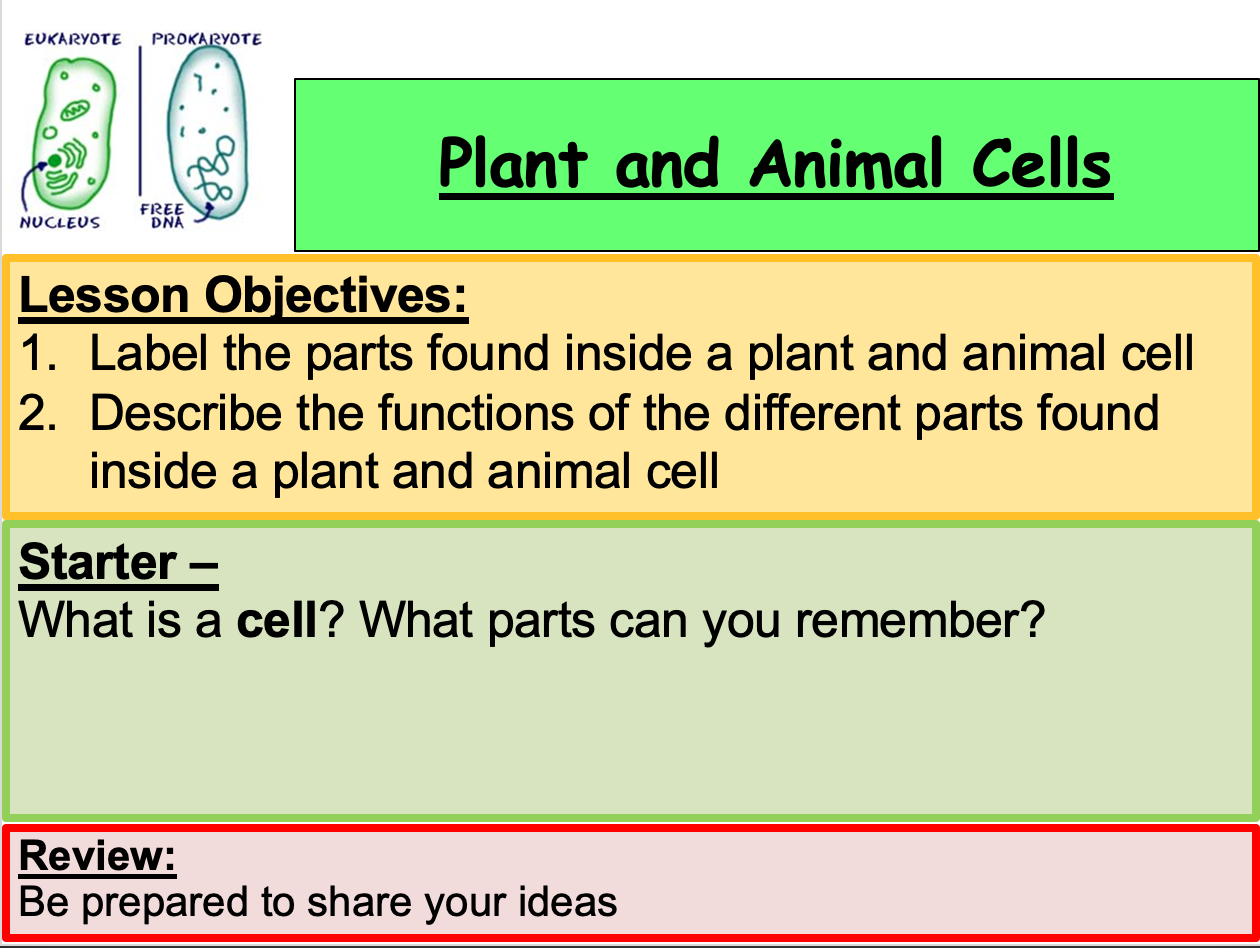 EUKARYOTE
PROKARYOTE
NUCLEUS
FREE
DNA
Plant and Animal Cells
Lesson Objectives:
1. Label the parts found inside a plant and animal cell
2. Describe the functions of the different parts found
inside a plant and animal cell
Starter –
What is a cell? What parts can you remember?
Review:
Be prepared to share your ideas